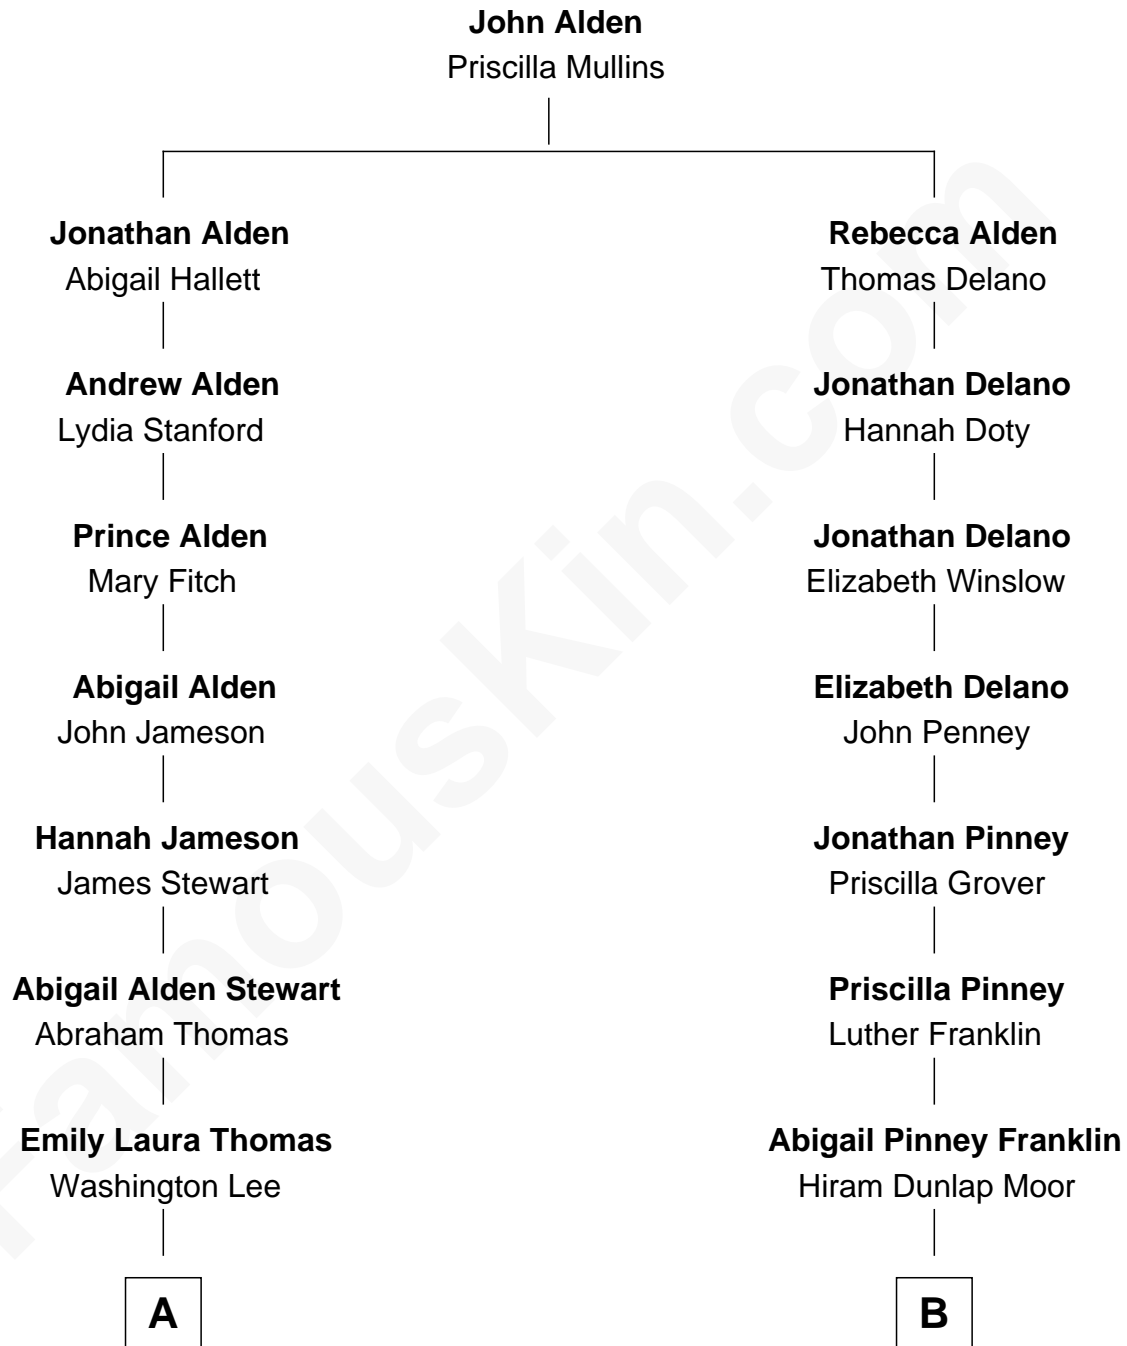 John Alden
Priscilla Mullins
Jonathan Alden
Abigail Hallett
Rebecca Alden
Thomas Delano
Andrew Alden
Lydia Stanford
Jonathan Delano
Hannah Doty
Prince Alden
Mary Fitch
Jonathan Delano
Elizabeth Winslow
Abigail Alden
John Jameson
Elizabeth Delano
John Penney
Hannah Jameson
James Stewart
Jonathan Pinney
Priscilla Grover
Abigail Alden Stewart
Abraham Thomas
Priscilla Pinney
Luther Franklin
Emily Laura Thomas
Washington Lee
Abigail Pinney Franklin
Hiram Dunlap Moor
A
B
FamousKin.com